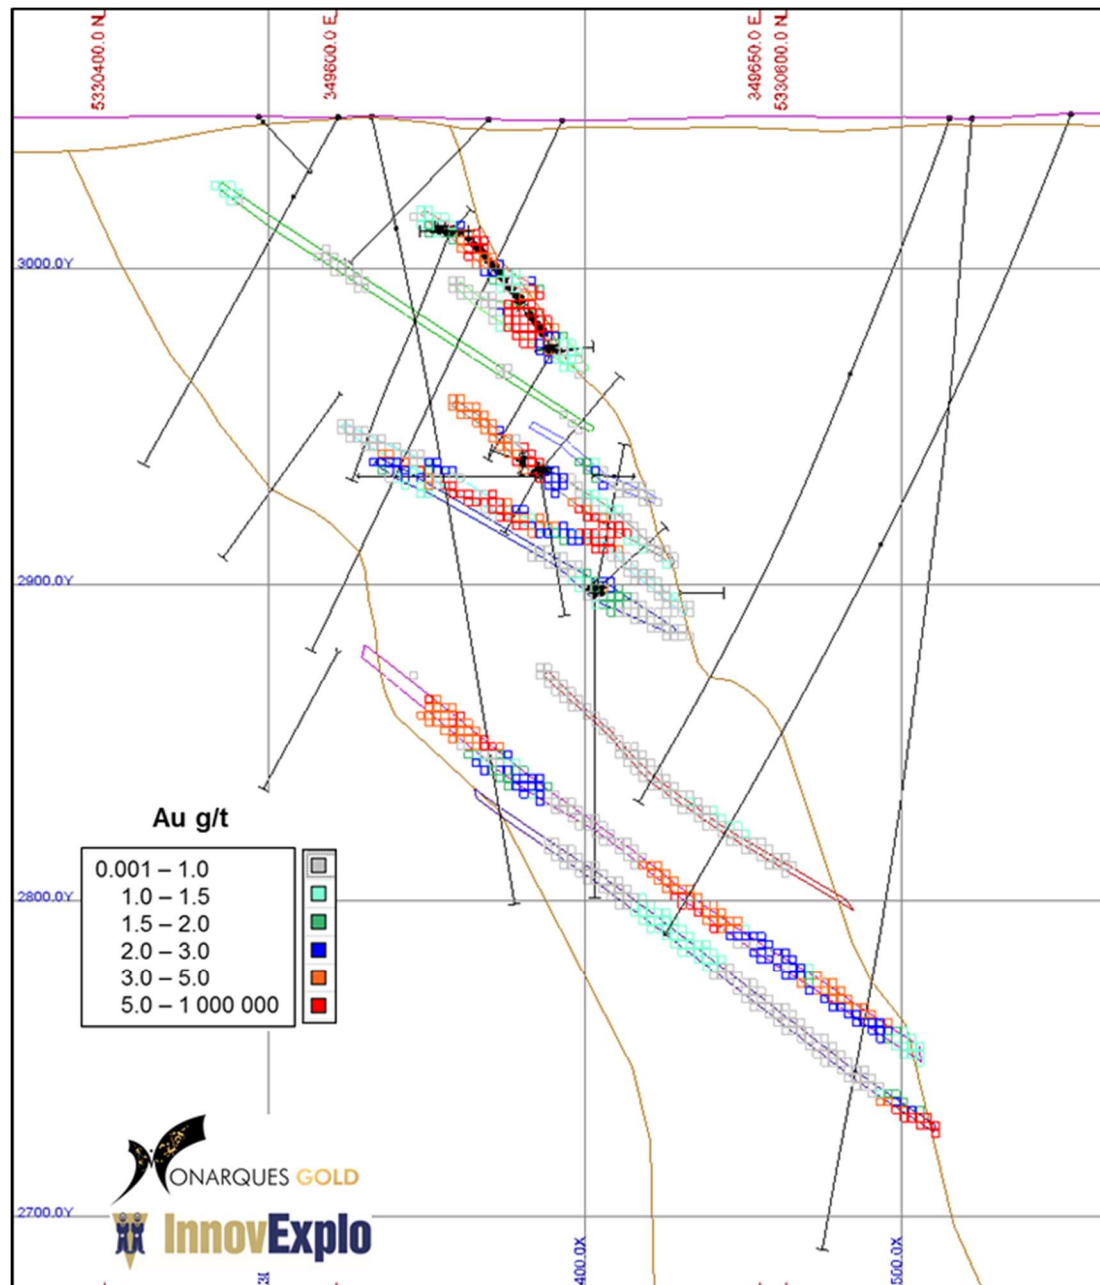 5330400.0 N
349600.0 E
349650.0 E
5330600.0 N
3000.0Y
2900.0Y
Au g/t
0.001 – 1.0
1.0 – 1.5
1.5 – 2.0
2.0 – 3.0
3.0 – 5.0
5.0 – 1 000 000
2800.0Y
ONARQUES GOLD
InnovExplo
2700.0Y
400.0X
500.0X